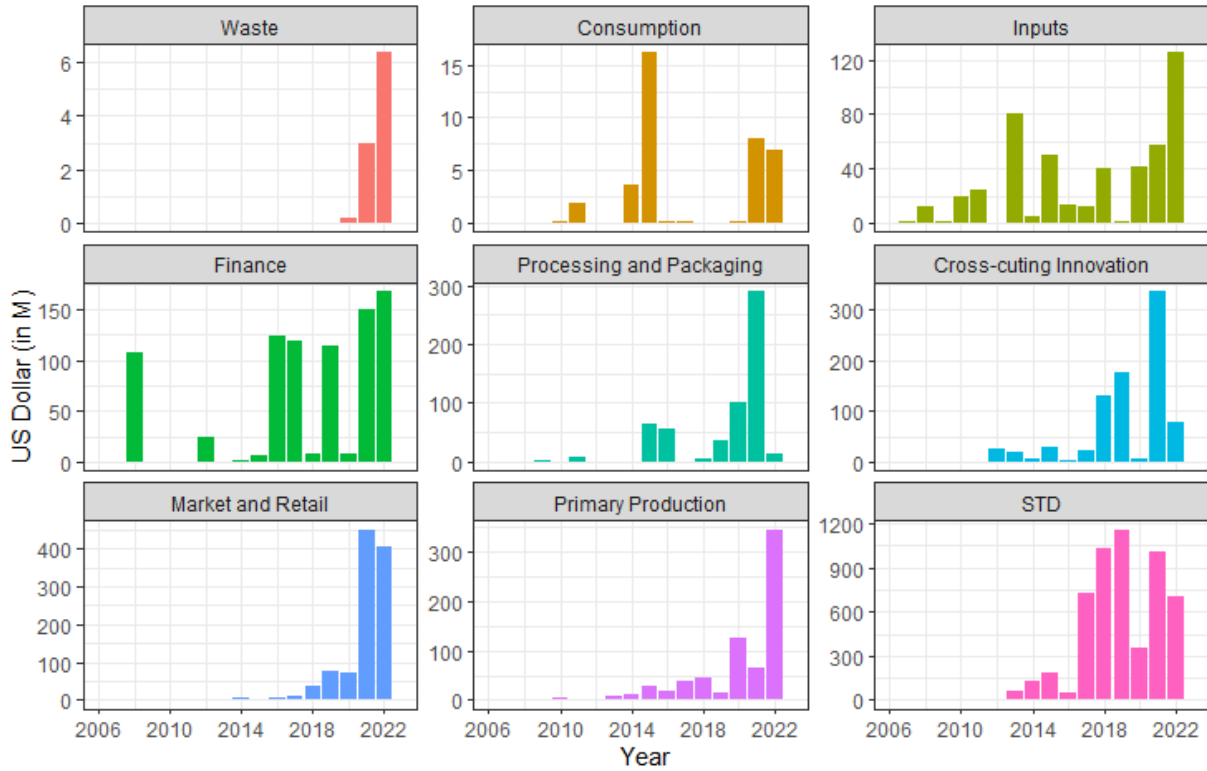 Waste
Consumption
Inputs
6
4
2
0
15
10
5
0
120
80
40
0
Finance
Processing and Packaging
Cross-cuting Innovation
150
100
50
0
300
200
100
0
300
200
100
0
US Dollar (in M )
Market and Retail
Primary Production
STD
400
300
200
100
0
300
200
100
0
1200
900
600
300
0
2006 2010 2014 2018 2022
2006 2010 2014 2018 2022
2006 2010 2014 2018 2022
Year